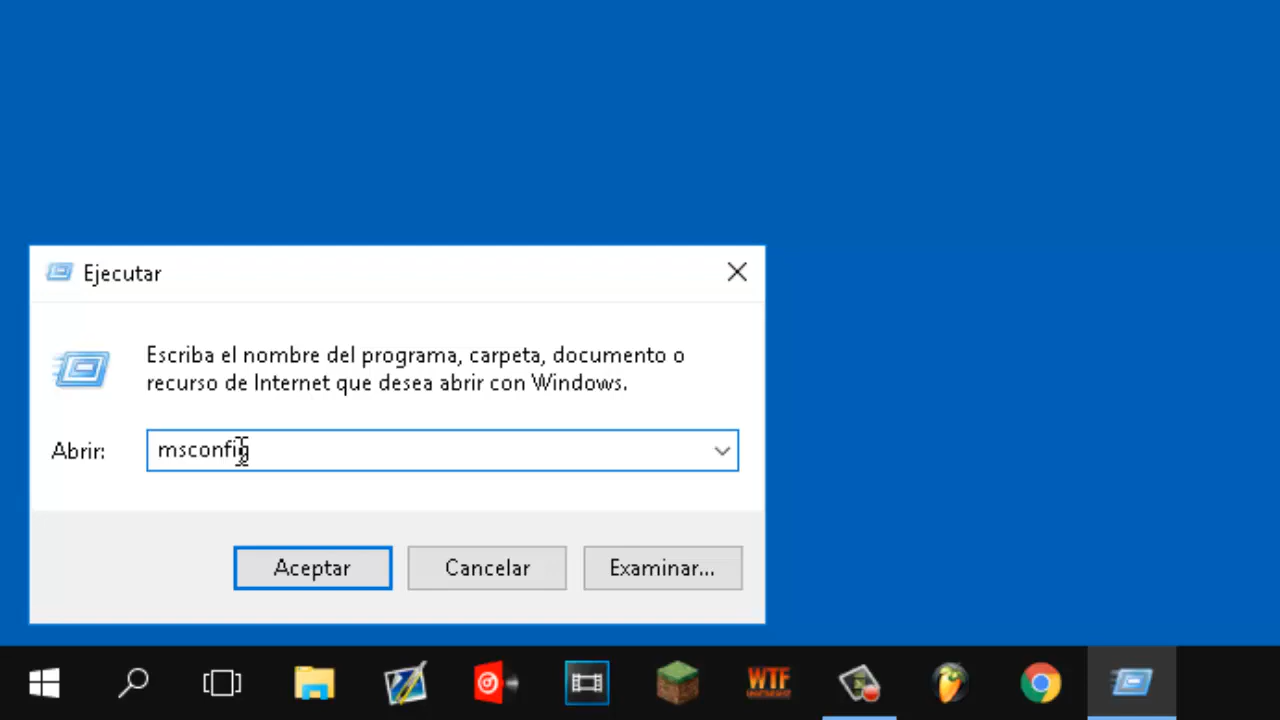 Ejecutar
Escriba el nombre del programa, carpeta, documento o
recurso de Internet que desea abrir con Windows.
Abrir:
msconfig
Aceptar
Cancelar
Examinar...
WTF